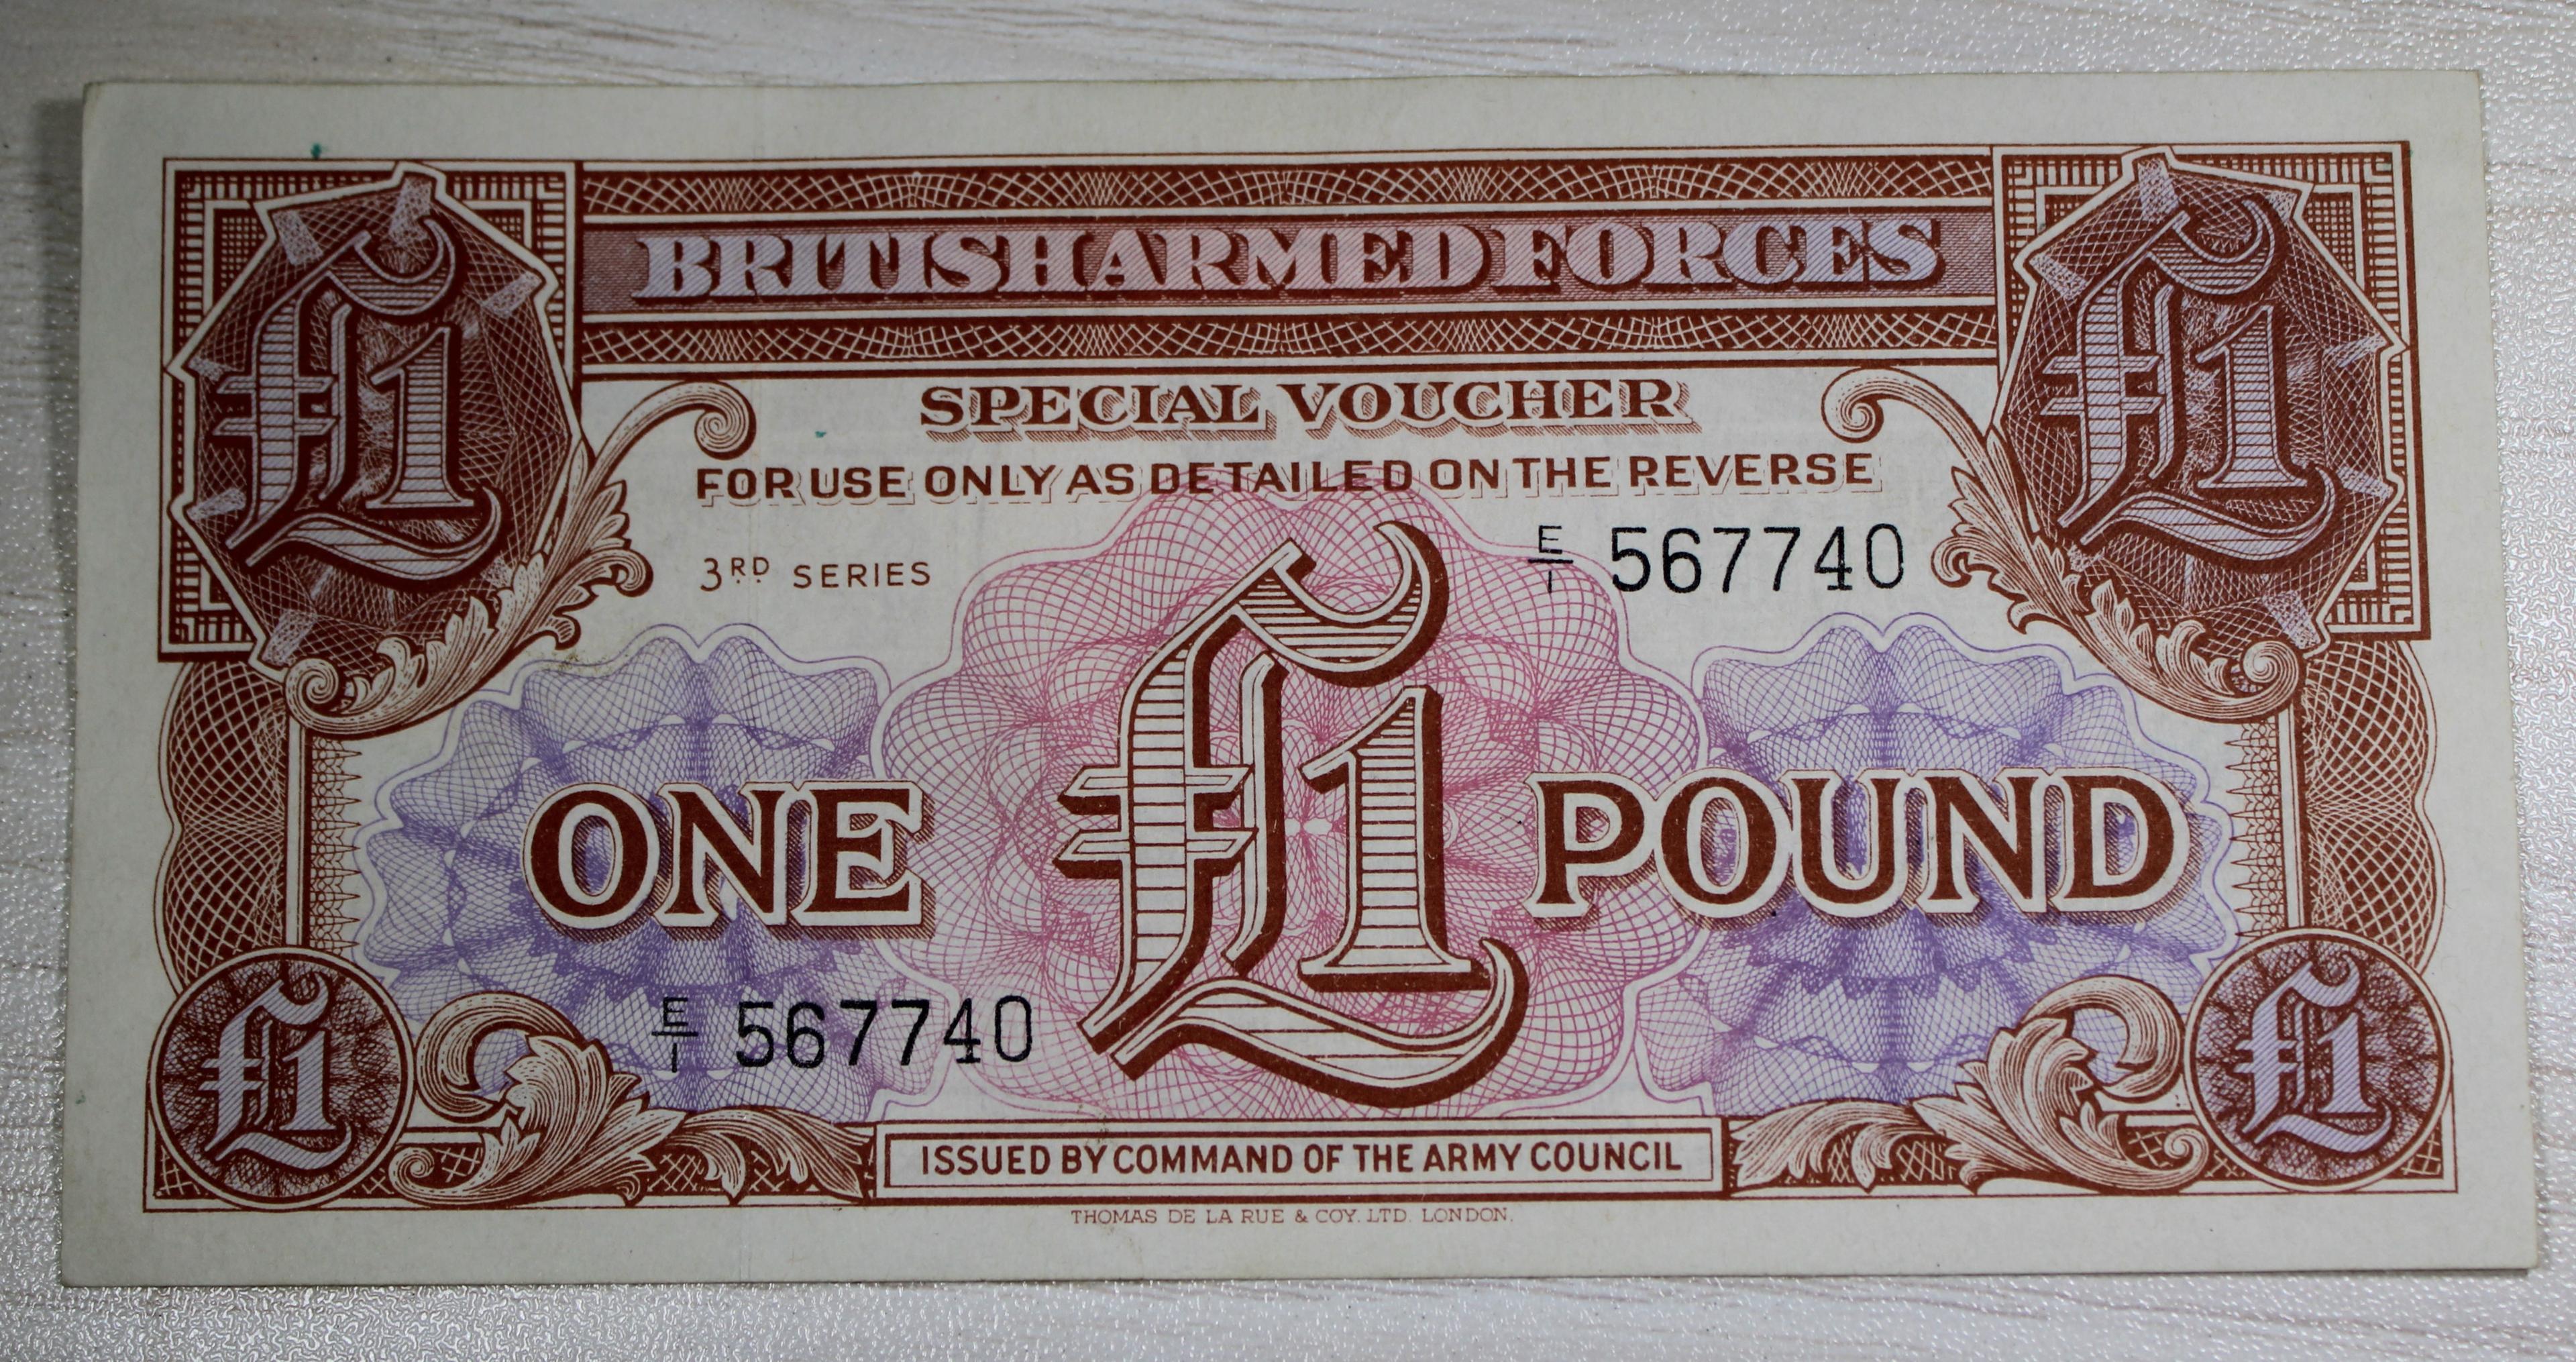 £1 BRITISH ARMED FORCES £1
SPECIAL VOUCHER
FOR USE ONLY AS DETAILED ON THE REVERSE
3RD SERIES
E/1 567740
ONE £1 POUND
E/1 567740
£1 £1
ISSUED BY COMMAND OF THE ARMY COUNCIL
THOMAS DE LA RUE & COY. LTD. LONDON.